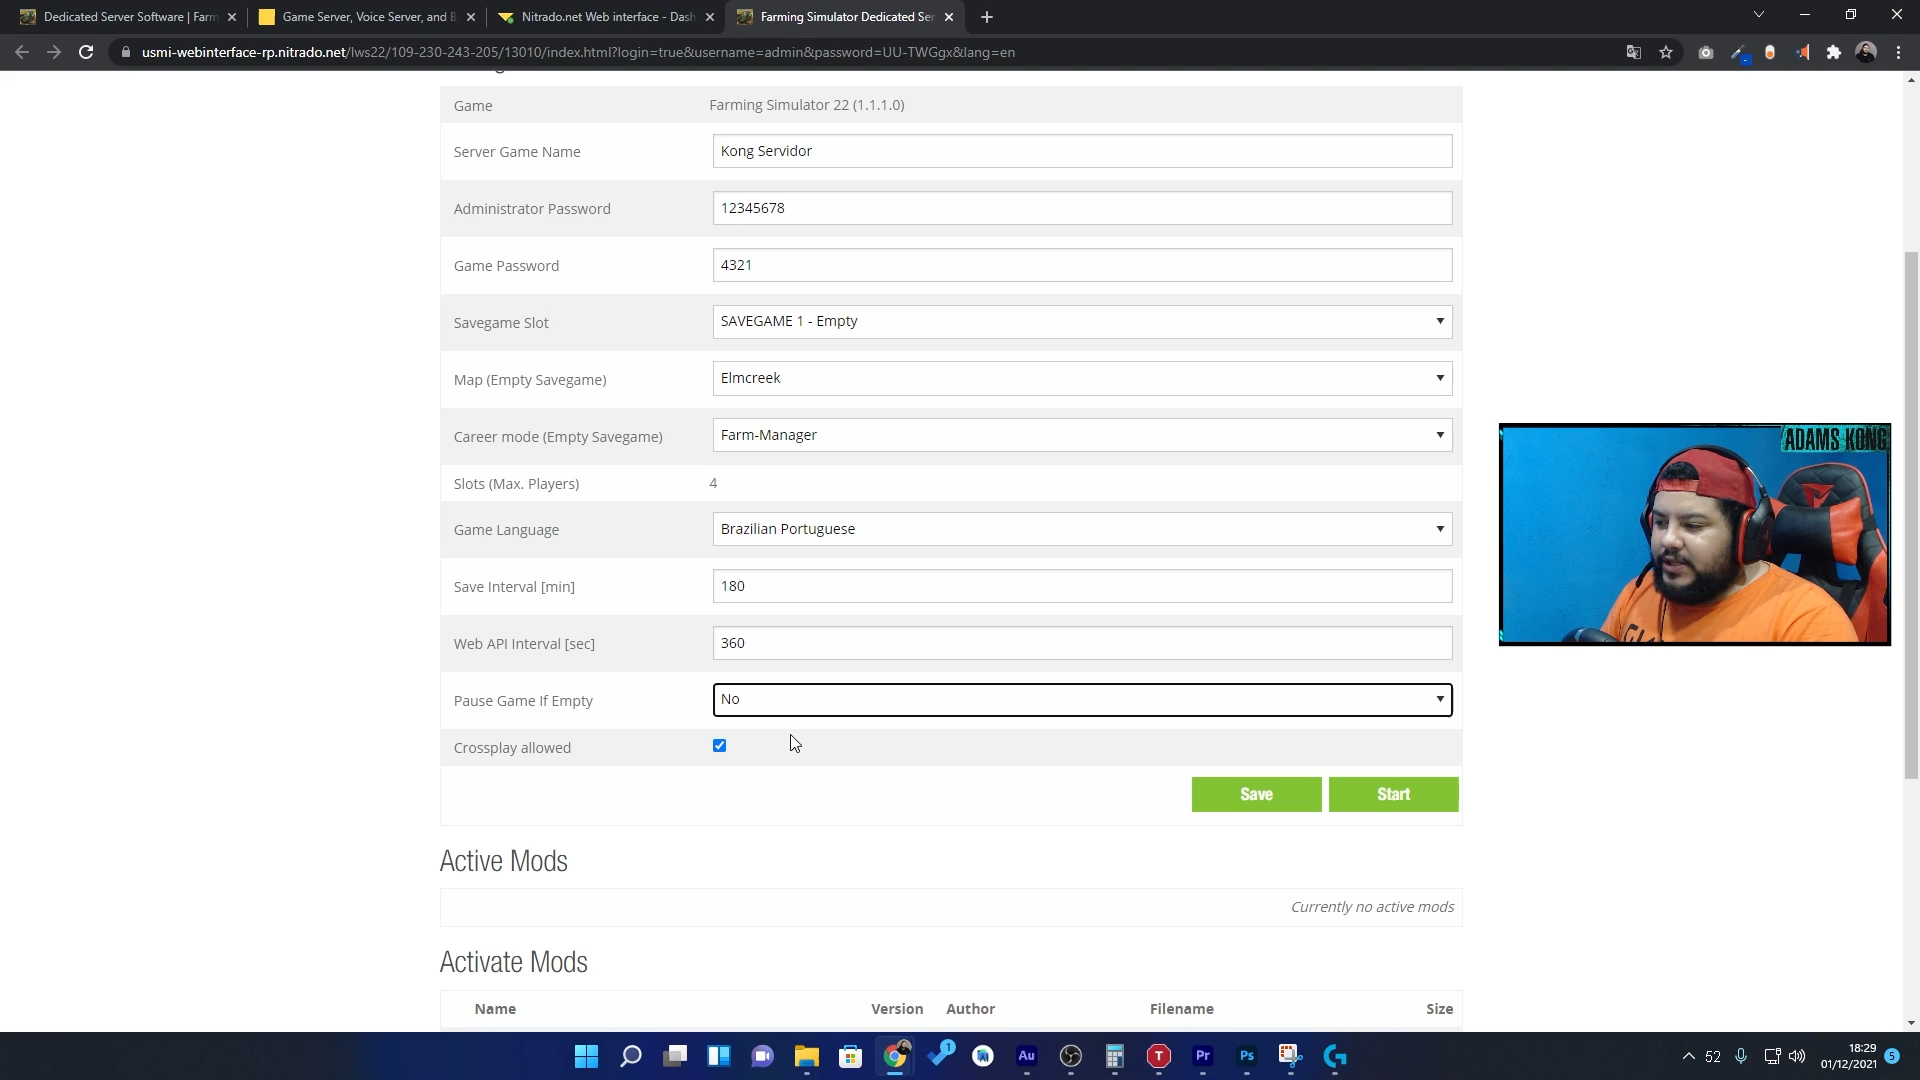 Dedicated Server Software | Farm
Game Server, Voice Server, and B
Nitrado.net Web interface - Dash
Farming Simulator Dedicated Ser
usmi-webinterface-rp.nitrado.net/lws22/109-230-243-205/13010/index.html?login=true&username=admin&password=UU-TWGgx&lang=en
Game Farming Simulator 22 (1.1.1.0)
Server Game Name Kong Servidor
Administrator Password 12345678
Game Password 4321
Savegame Slot SAVEGAME 1 - Empty
Map (Empty Savegame) Elmcreek
Career mode (Empty Savegame) Farm-Manager
Slots (Max. Players) 4
Game Language Brazilian Portuguese
Save Interval [min] 180
Web API Interval [sec] 360
Pause Game If Empty No
Crossplay allowed
Save Start
ADAMS KONG
Active Mods
Currently no active mods
Activate Mods
Name Version Author Filename Size
1
Au
T
Pr
Ps
52
18:29
01/12/2021
5